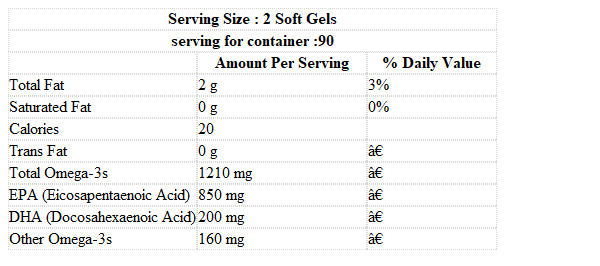 Serving Size : 2 Soft Gels
serving for container :90
Amount Per Serving % Daily Value
Total Fat 2 g 3%
Saturated Fat 0 g 0%
Calories 20
Trans Fat 0 g â€
Total Omega-3s 1210 mg â€
EPA (Eicosapentaenoic Acid) 850 mg â€
DHA (Docosahexaenoic Acid) 200 mg â€
Other Omega-3s 160 mg â€